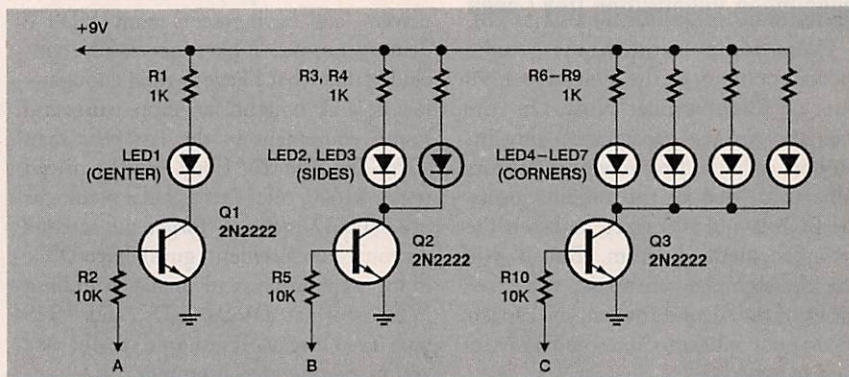 +9V
R1
1K
R3, R4
1K
R6–R9
1K
LED1
(CENTER)
LED2, LED3
(SIDES)
LED4–LED7
(CORNERS)
Q1
2N2222
Q2
2N2222
Q3
2N2222
R2
10K
R5
10K
R10
10K
A
B
C